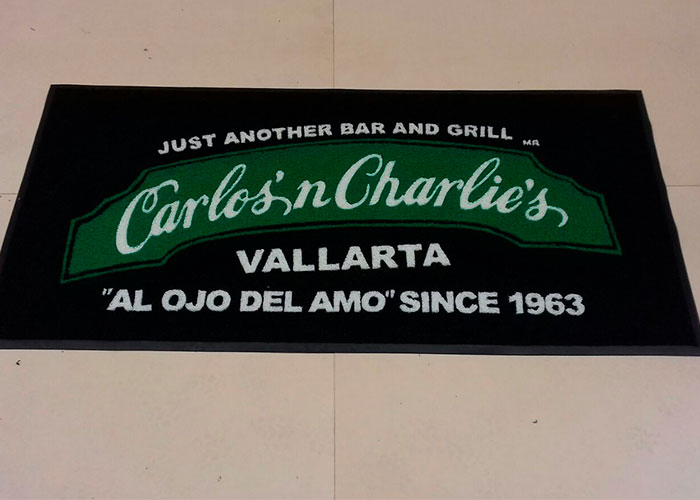 JUST ANOTHER BAR AND GRILL MR
Carlos'n Charlie's
VALLARTA
"AL OJO DEL AMO" SINCE 1963